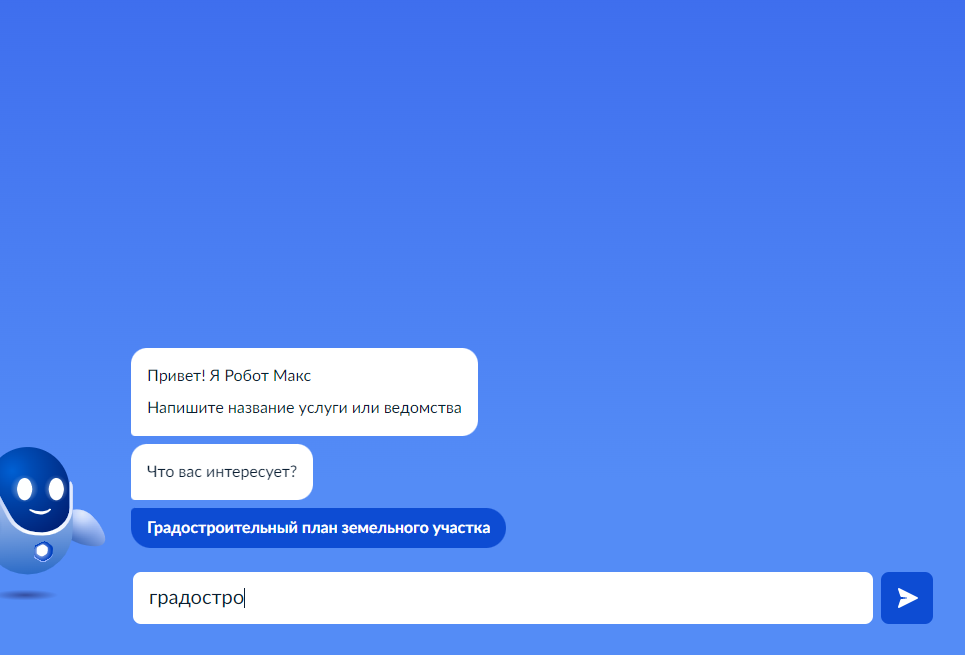 Привет! Я Робот Макс
Напишите название услуги или ведомства
Что вас интересует?
Градостроительный план земельного участка
градостро